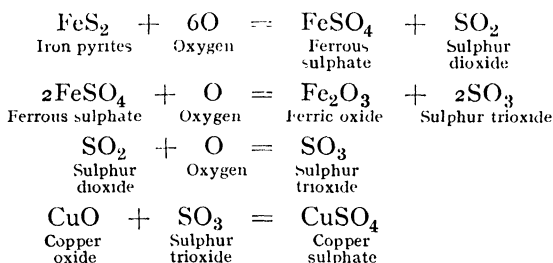 FeS₂ + 6O = FeSO₄ + SO₂
Iron pyrites Oxygen Ferrous Sulphur
sulphate dioxide
2FeSO₄ + O = Fe₂O₃ + 2SO₃
Ferrous sulphate Oxygen Ferric oxide Sulphur trioxide
SO₂ + O = SO₃
Sulphur Oxygen Sulphur
dioxide trioxide
CuO + SO₃ = CuSO₄
Copper Sulphur Copper
oxide trioxide sulphate